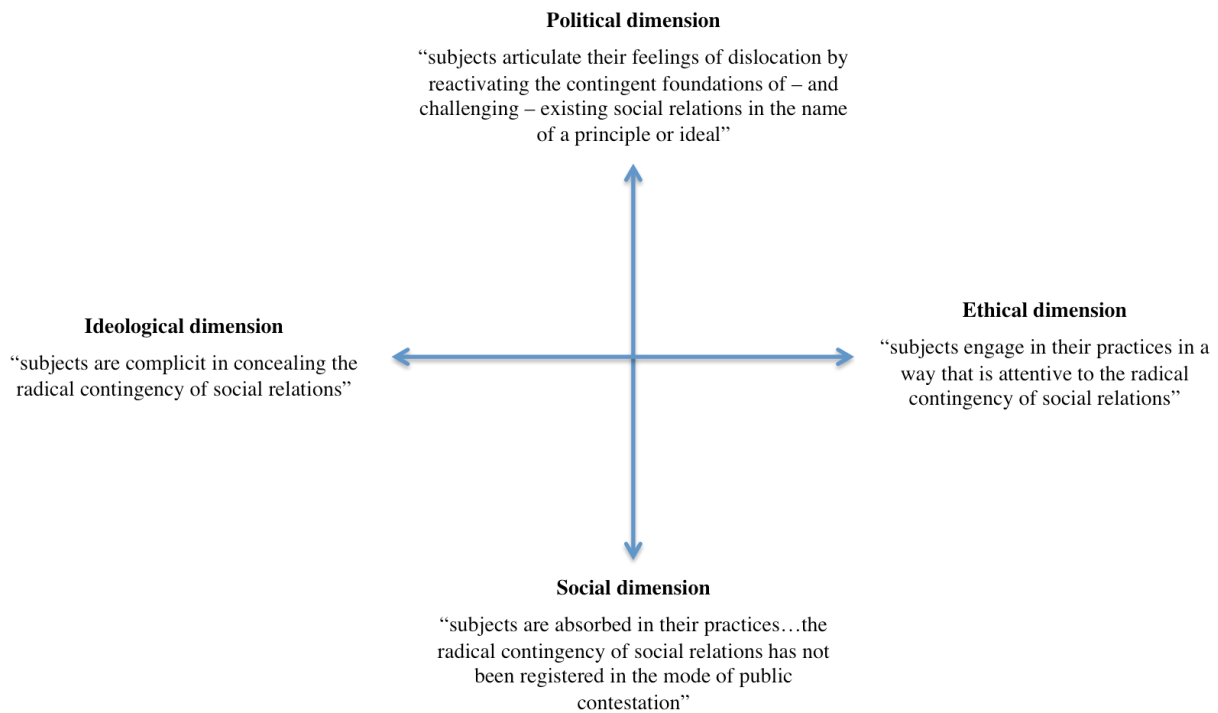 Political dimension
“subjects articulate their feelings of dislocation by
reactivating the contingent foundations of – and
challenging – existing social relations in the name
of a principle or ideal”
Ideological dimension
“subjects are complicit in concealing the
radical contingency of social relations”
Ethical dimension
“subjects engage in their practices in a
way that is attentive to the radical
contingency of social relations”
Social dimension
“subjects are absorbed in their practices…the
radical contingency of social relations has not
been registered in the mode of public
contestation”